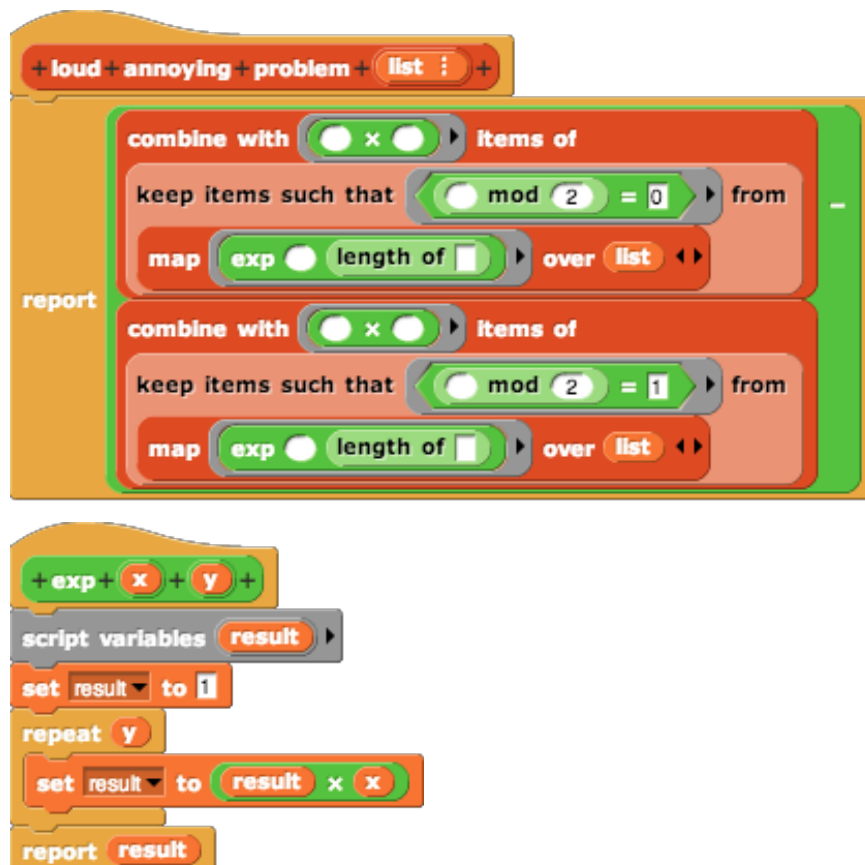 +loud+annoying+problem+ list ⋮ +
combine with × items of
keep items such that mod 2 = 0 from
−
map exp length of over list
report
combine with × items of
keep items such that mod 2 = 1 from
map exp length of over list
+exp+ x + y +
script variables result
set result to 1
repeat y
set result to result × x
report result